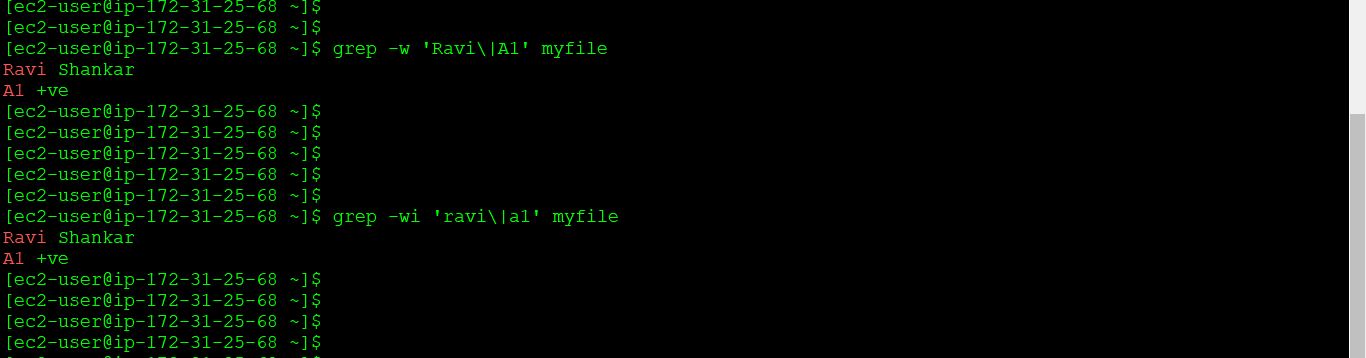 [ec2-user@ip-172-31-25-68 ~]$
[ec2-user@ip-172-31-25-68 ~]$
[ec2-user@ip-172-31-25-68 ~]$ grep -w 'Ravi\|A1' myfile
Ravi Shankar
A1 +ve
[ec2-user@ip-172-31-25-68 ~]$
[ec2-user@ip-172-31-25-68 ~]$
[ec2-user@ip-172-31-25-68 ~]$
[ec2-user@ip-172-31-25-68 ~]$
[ec2-user@ip-172-31-25-68 ~]$
[ec2-user@ip-172-31-25-68 ~]$ grep -wi 'ravi\|a1' myfile
Ravi Shankar
A1 +ve
[ec2-user@ip-172-31-25-68 ~]$
[ec2-user@ip-172-31-25-68 ~]$
[ec2-user@ip-172-31-25-68 ~]$
[ec2-user@ip-172-31-25-68 ~]$